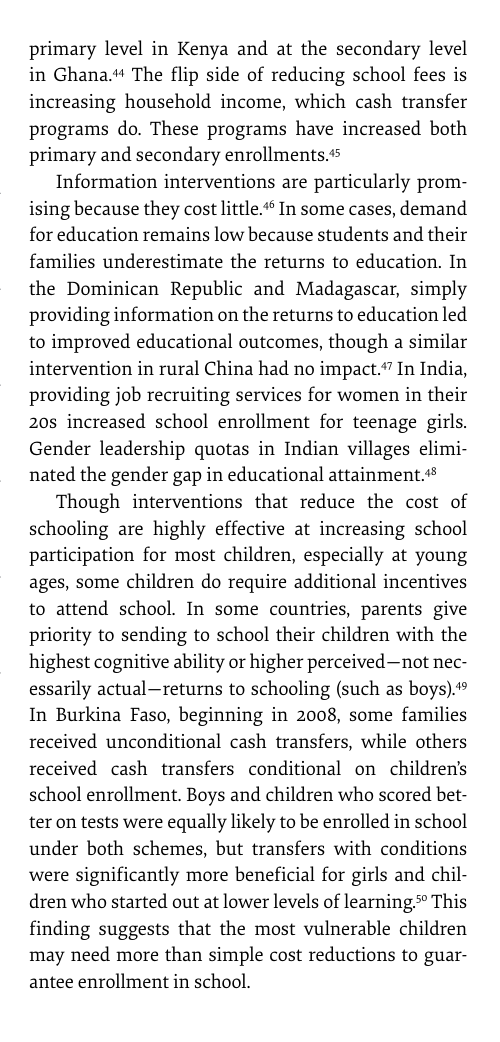 primary level in Kenya and at the secondary level
in Ghana.⁴⁴ The flip side of reducing school fees is
increasing household income, which cash transfer
programs do. These programs have increased both
primary and secondary enrollments.⁴⁵
Information interventions are particularly prom-
ising because they cost little.⁴⁶ In some cases, demand
for education remains low because students and their
families underestimate the returns to education. In
the Dominican Republic and Madagascar, simply
providing information on the returns to education led
to improved educational outcomes, though a similar
intervention in rural China had no impact.⁴⁷ In India,
providing job recruiting services for women in their
20s increased school enrollment for teenage girls.
Gender leadership quotas in Indian villages elimi-
nated the gender gap in educational attainment.⁴⁸
Though interventions that reduce the cost of
schooling are highly effective at increasing school
participation for most children, especially at young
ages, some children do require additional incentives
to attend school. In some countries, parents give
priority to sending to school their children with the
highest cognitive ability or higher perceived—not nec-
essarily actual—returns to schooling (such as boys).⁴⁹
In Burkina Faso, beginning in 2008, some families
received unconditional cash transfers, while others
received cash transfers conditional on children’s
school enrollment. Boys and children who scored bet-
ter on tests were equally likely to be enrolled in school
under both schemes, but transfers with conditions
were significantly more beneficial for girls and chil-
dren who started out at lower levels of learning.⁵⁰ This
finding suggests that the most vulnerable children
may need more than simple cost reductions to guar-
antee enrollment in school.